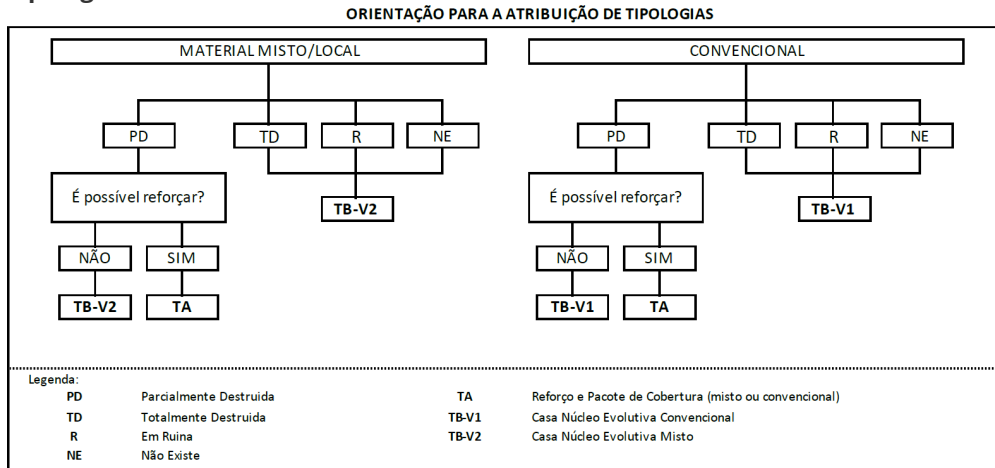 ORIENTAÇÃO PARA A ATRIBUIÇÃO DE TIPOLOGIAS
MATERIAL MISTO/LOCAL
PD TD R NE
É possível reforçar?
TB-V2
NÃO SIM
TB-V2 TA
CONVENCIONAL
PD TD R NE
É possível reforçar?
TB-V1
NÃO SIM
TB-V1 TA
Legenda:
PD Parcialmente Destruida
TD Totalmente Destruida
R Em Ruina
NE Não Existe
TA Reforço e Pacote de Cobertura (misto ou convencional)
TB-V1 Casa Núcleo Evolutiva Convencional
TB-V2 Casa Núcleo Evolutiva Misto